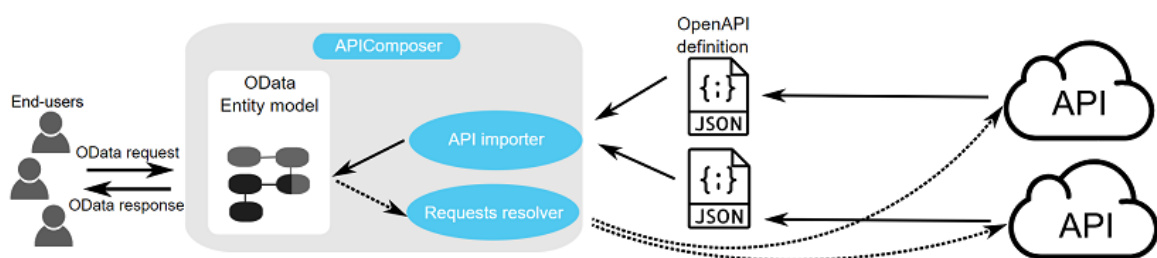 APIComposer
OpenAPI
definition
OData
Entity model
End-users
OData request
OData response
API importer
Requests resolver
{;}
JSON
{;}
JSON
API
API